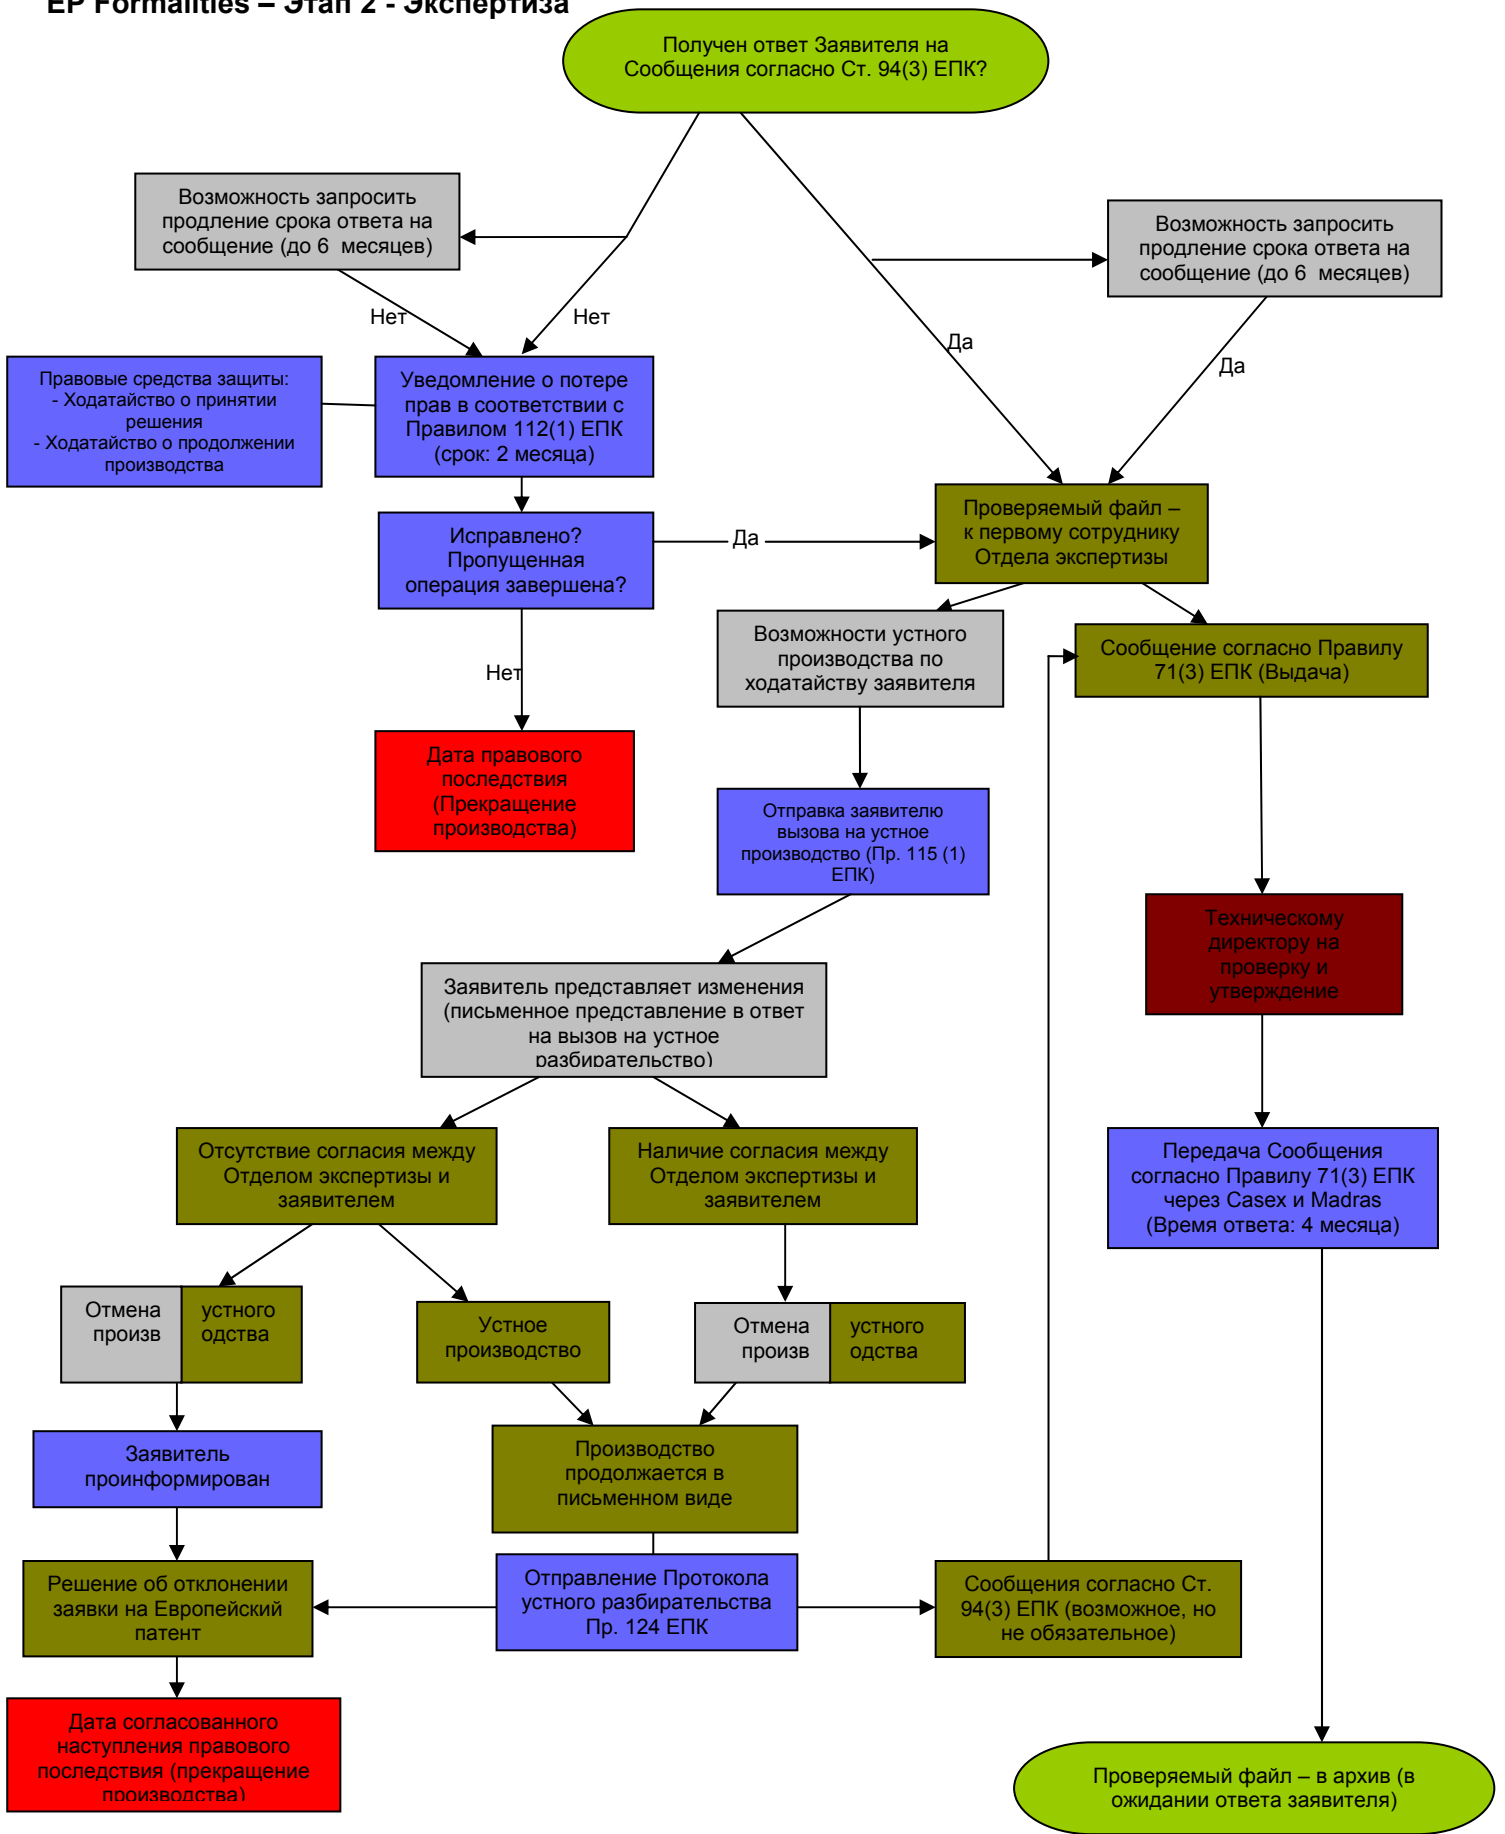 EP Formalities – Этап 2 - Экспертиза
Получен ответ Заявителя на
Сообщения согласно Ст. 94(3) ЕПК?
Возможность запросить
продление срока ответа на
сообщение (до 6 месяцев)
Возможность запросить
продление срока ответа на
сообщение (до 6 месяцев)
Нет
Нет
Да
Да
Правовые средства защиты:
- Ходатайство о принятии
решения
- Ходатайство о продолжении
производства
Уведомление о потере
прав в соответствии с
Правилом 112(1) ЕПК
(срок: 2 месяца)
Исправлено?
Пропущенная
операция завершена?
Да
Проверяемый файл –
к первому сотруднику
Отдела экспертизы
Нет
Возможности устного
производства по
ходатайству заявителя
Сообщение согласно Правилу
71(3) ЕПК (Выдача)
Дата правового
последствия
(Прекращение
производства)
Отправка заявителю
вызова на устное
производство (Пр. 115 (1)
ЕПК)
Техническому
директору на
проверку и
утверждение
Заявитель представляет изменения
(письменное представление в ответ
на вызов на устное
разбирательство)
Отсутствие согласия между
Отделом экспертизы и
заявителем
Наличие согласия между
Отделом экспертизы и
заявителем
Передача Сообщения
согласно Правилу 71(3) ЕПК
через Casex и Madras
(Время ответа: 4 месяца)
Отмена устного
произв одства
Устное
производство
Отмена устного
произв одства
Заявитель
проинформирован
Производство
продолжается в
письменном виде
Решение об отклонении
заявки на Европейский
патент
Отправление Протокола
устного разбирательства
Пр. 124 ЕПК
Сообщения согласно Ст.
94(3) ЕПК (возможное, но
не обязательное)
Дата согласованного
наступления правового
последствия (прекращение
производства)
Проверяемый файл – в архив (в
ожидании ответа заявителя)